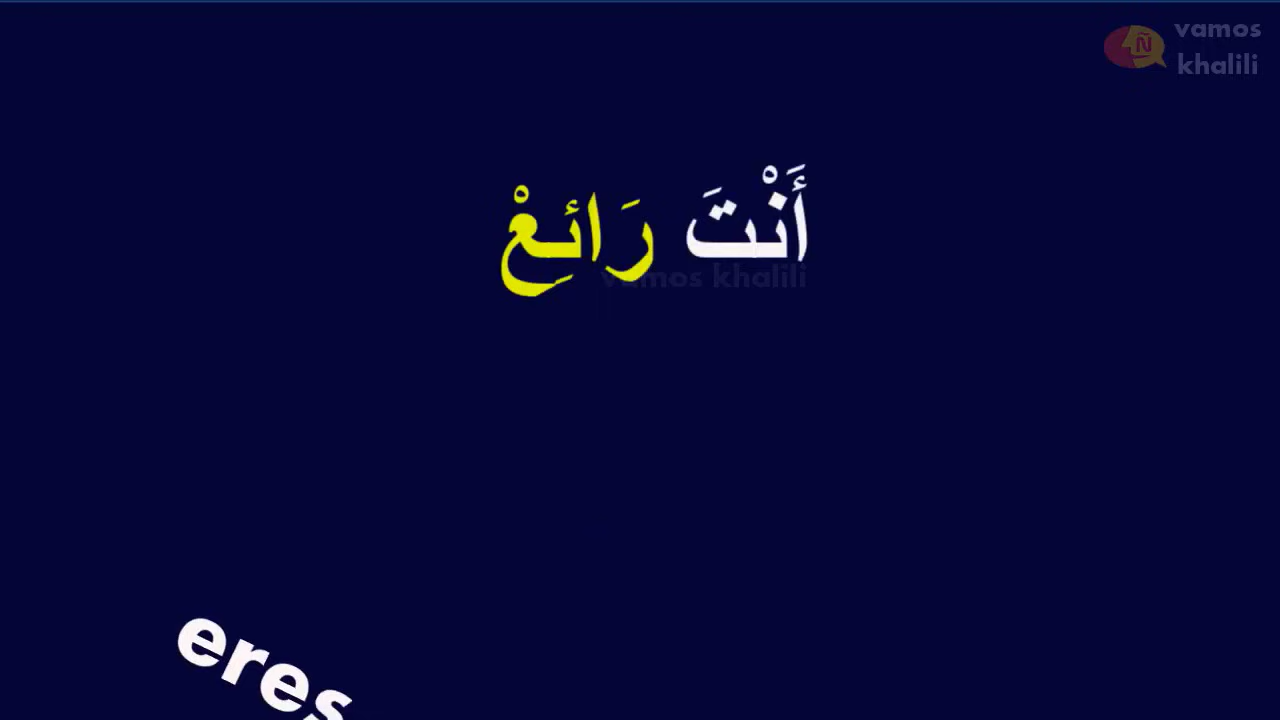 vamos
khalili
أَنْتَ رَائِعْ
vamos khalili
eres